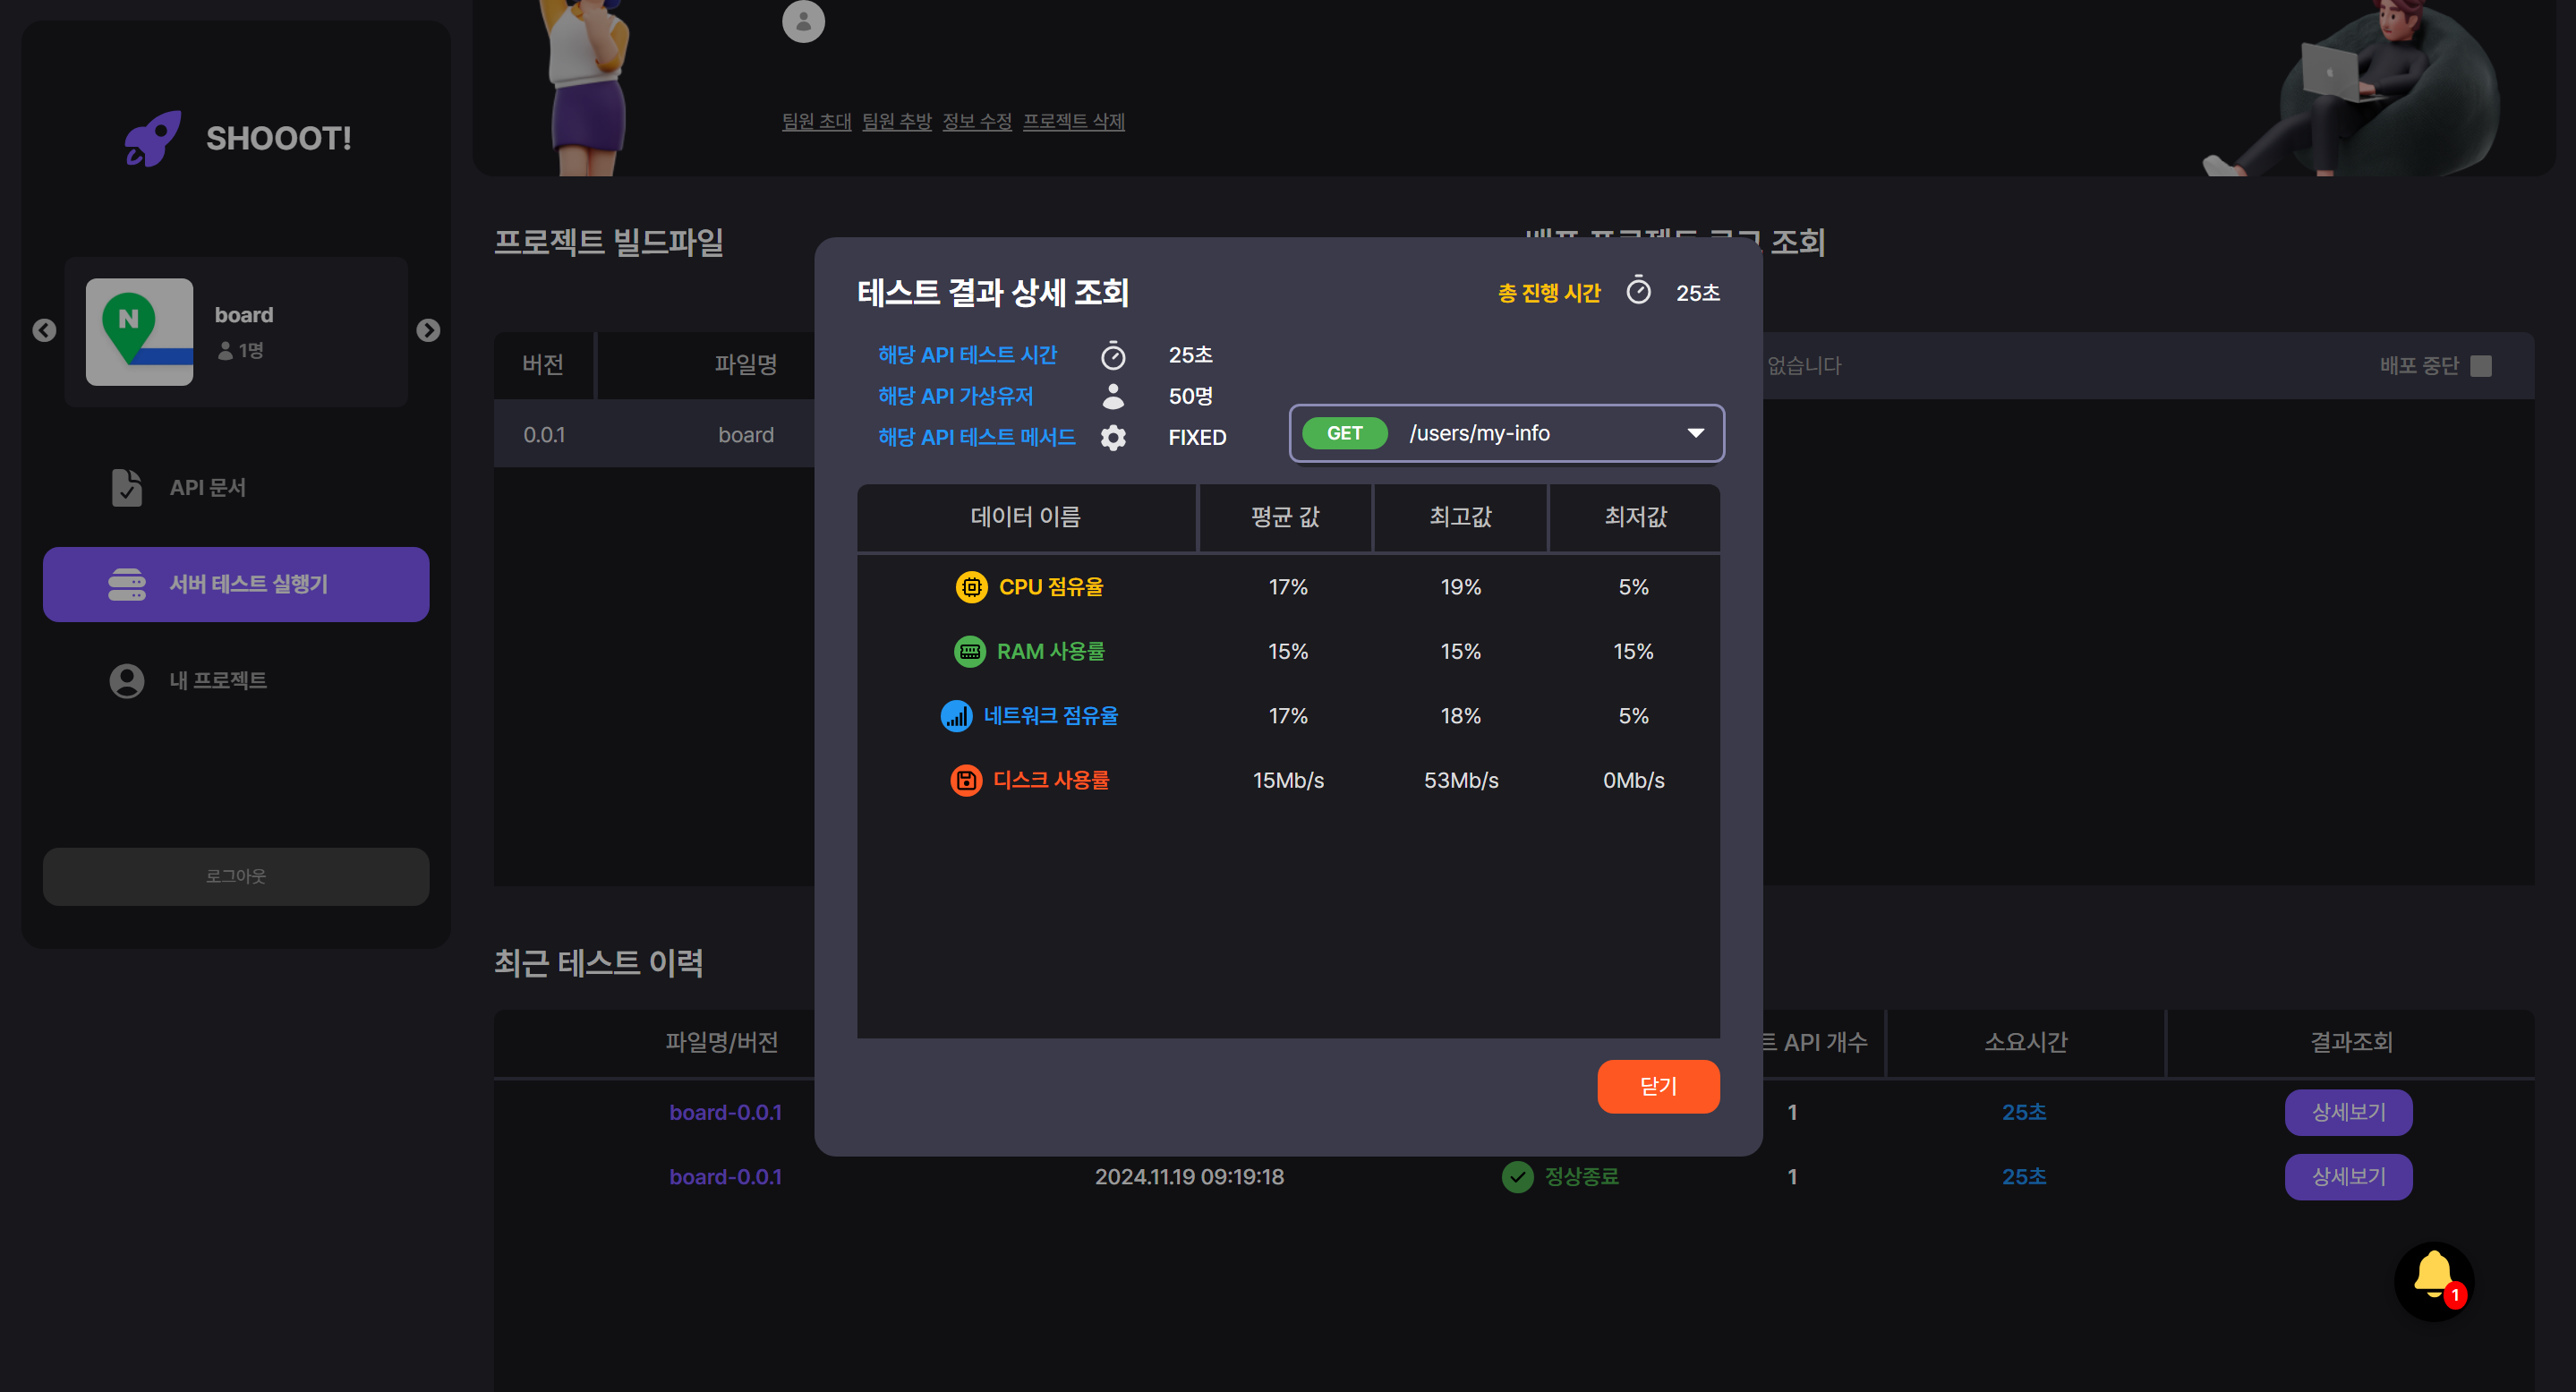 SHOOOT!
board
1명
API 문서
서버 테스트 실행기
내 프로젝트
로그아웃
팀원 초대 팀원 추방 정보 수정 프로젝트 삭제
프로젝트 빌드파일
조회
버전 파일명
0.0.1 board
없습니다 배포 중단
테스트 결과 상세 조회
총 진행 시간 25초
해당 API 테스트 시간 25초
해당 API 가상유저 50명
해당 API 테스트 메서드 FIXED
GET /users/my-info
데이터 이름 평균 값 최고값 최저값
CPU 점유율 17% 19% 5%
RAM 사용률 15% 15% 15%
네트워크 점유율 17% 18% 5%
디스크 사용률 15Mb/s 53Mb/s 0Mb/s
닫기
최근 테스트 이력
파일명/버전 API 개수 소요시간 결과조회
board-0.0.1 1 25초 상세보기
board-0.0.1 2024.11.19 09:19:18 정상종료 1 25초 상세보기
N
1